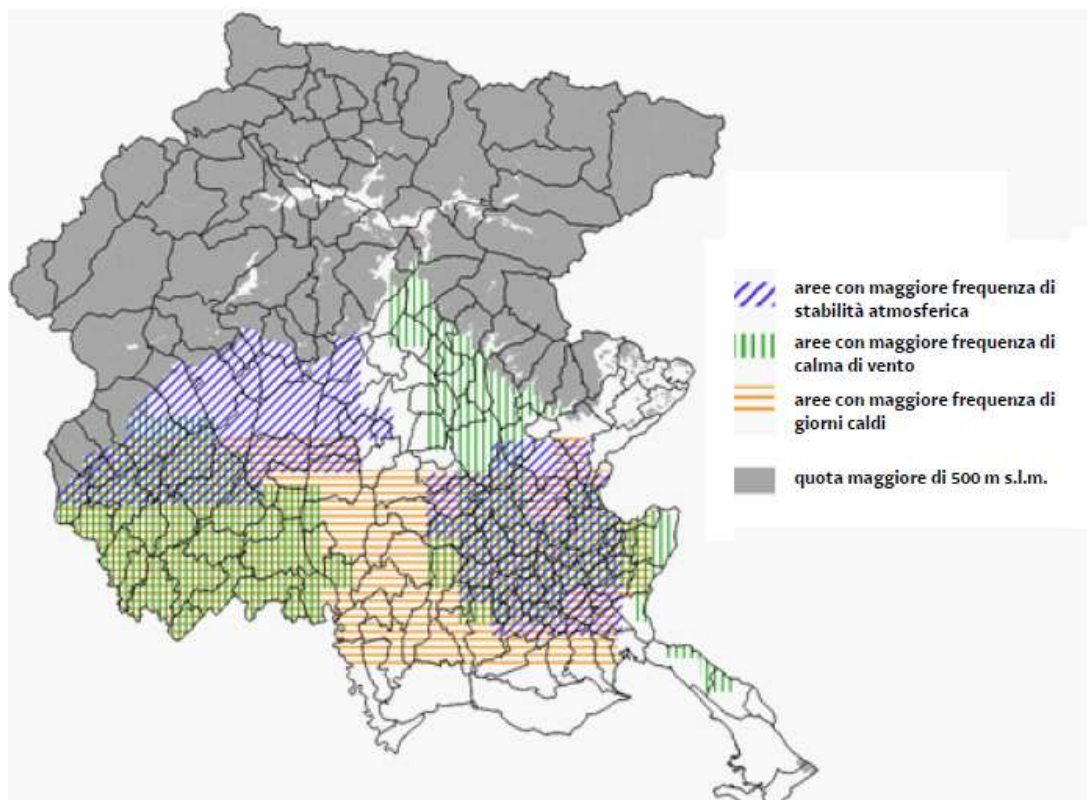 aree con maggiore frequenza di
stabilità atmosferica
aree con maggiore frequenza di
calma di vento
aree con maggiore frequenza di
giorni caldi
quota maggiore di 500 m s.l.m.